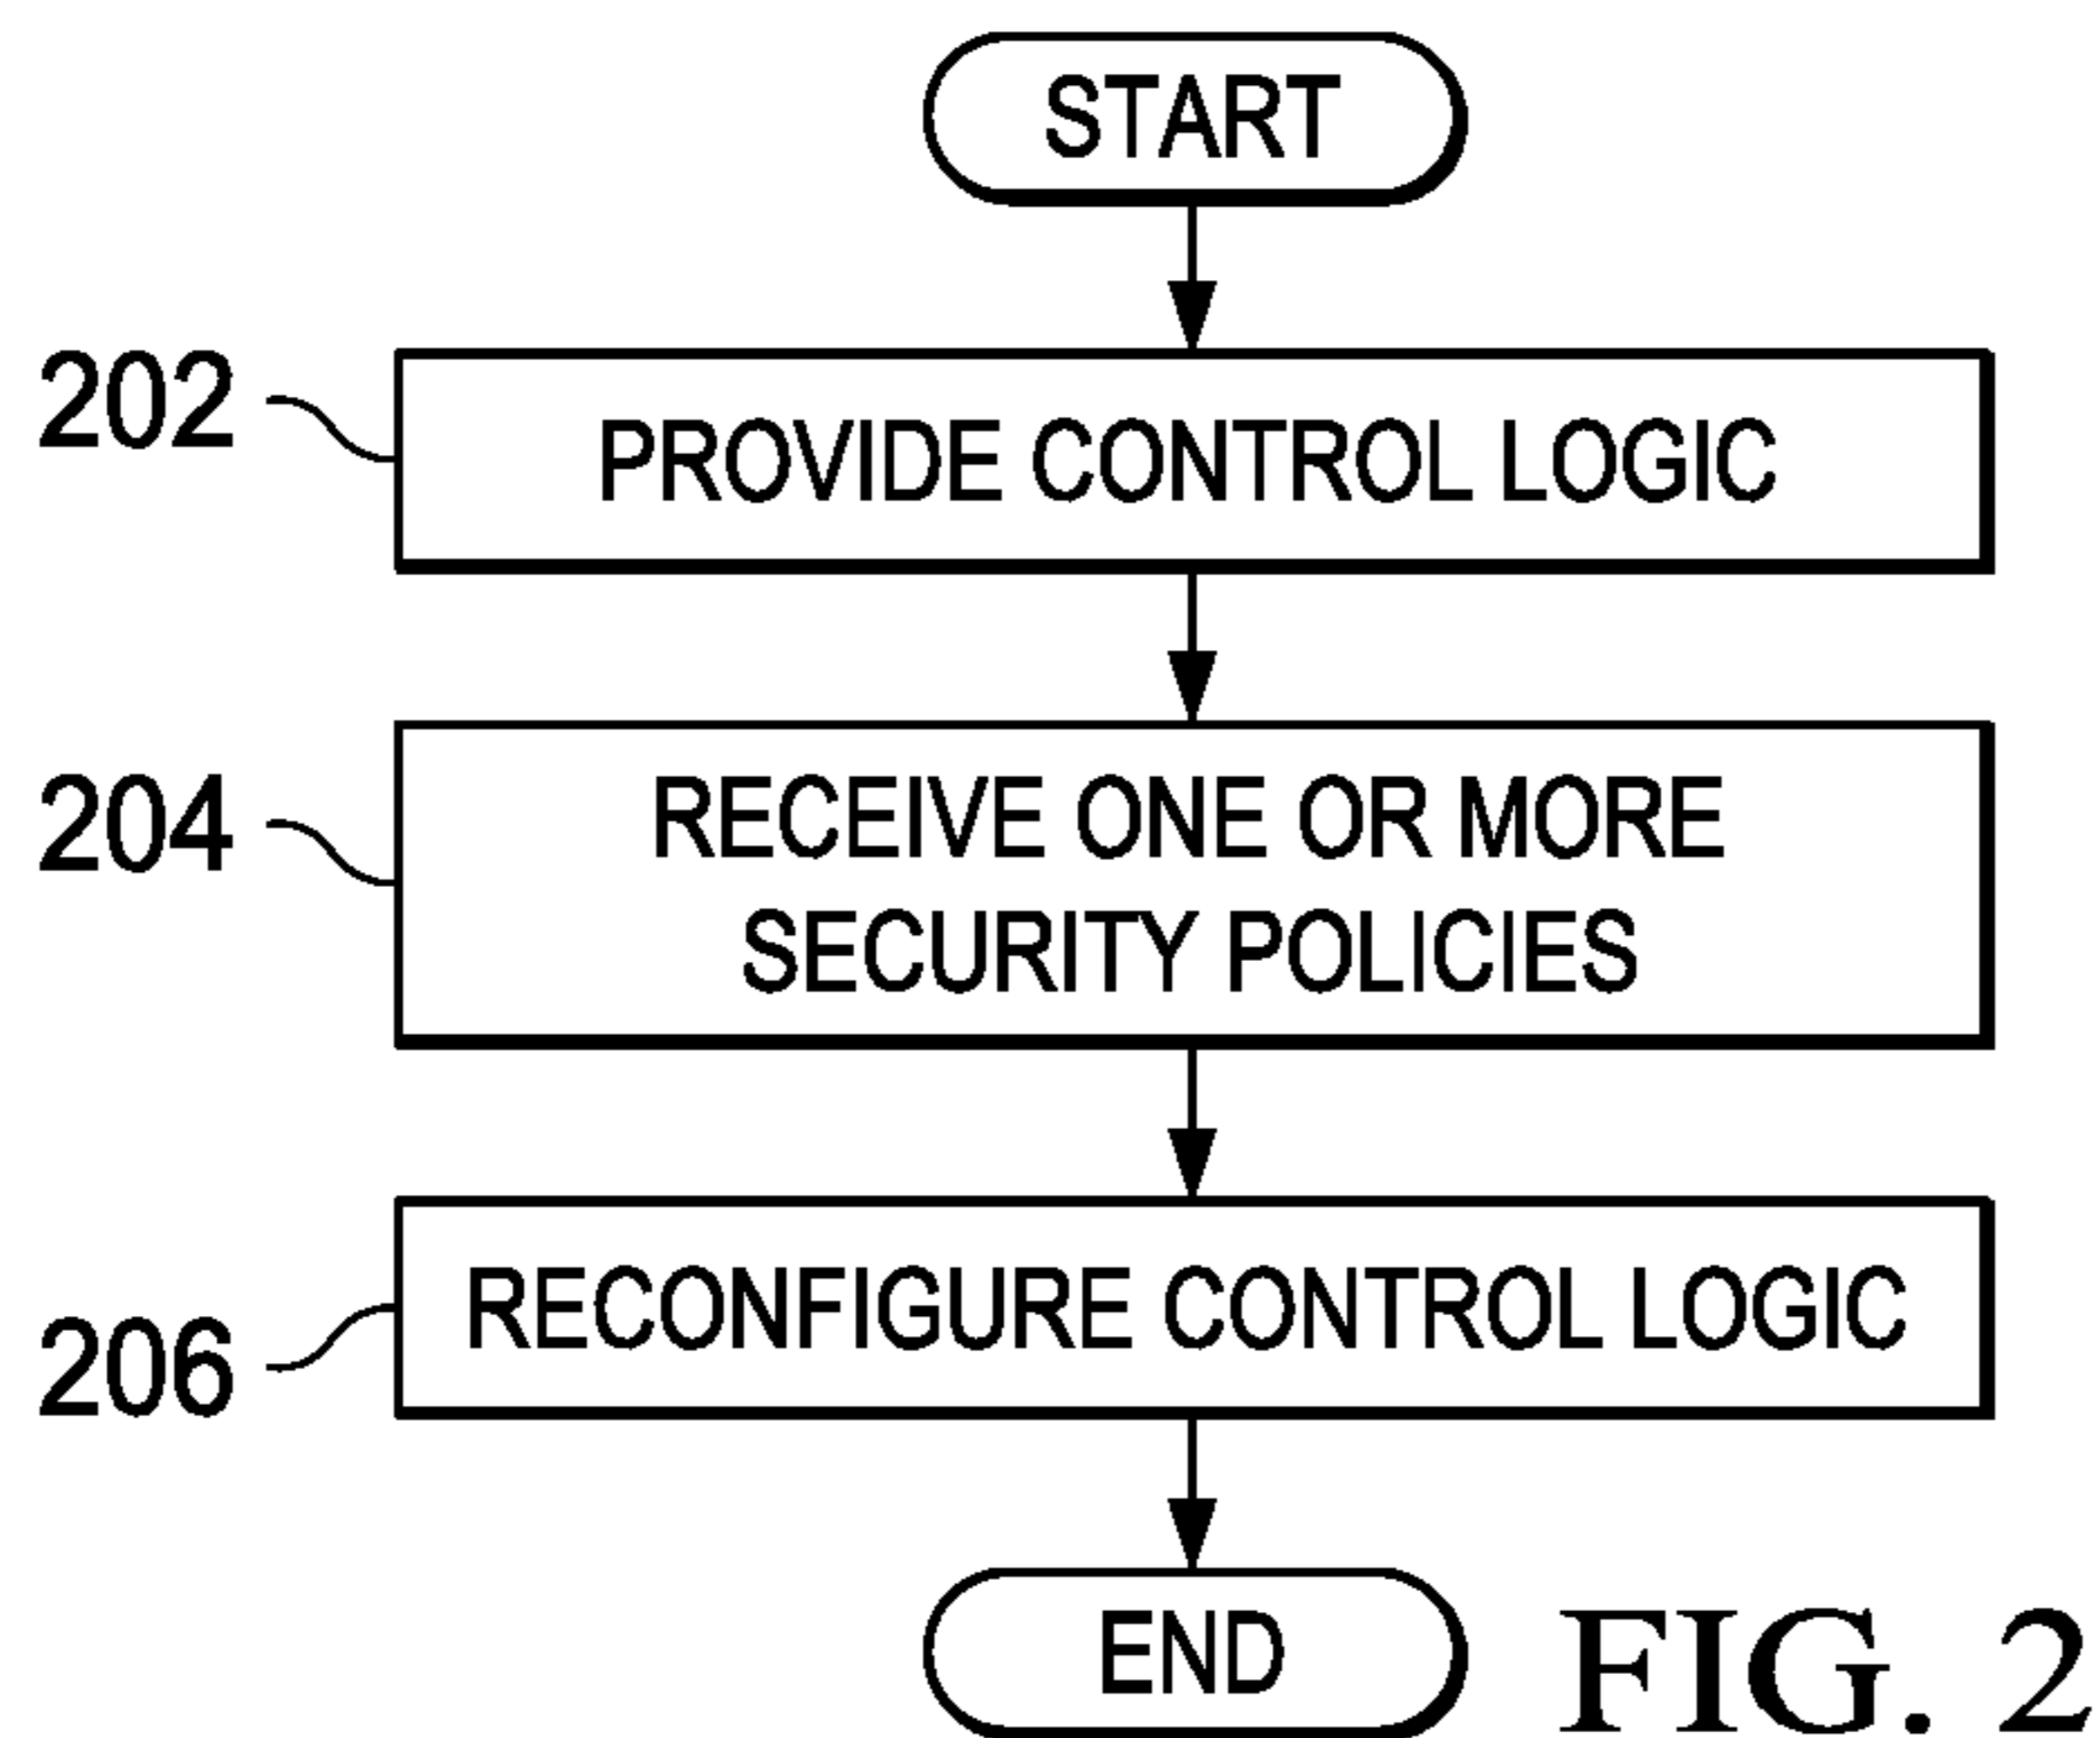 START
202
PROVIDE CONTROL LOGIC
204
RECEIVE ONE OR MORE
SECURITY POLICIES
206
RECONFIGURE CONTROL LOGIC
END
FIG. 2